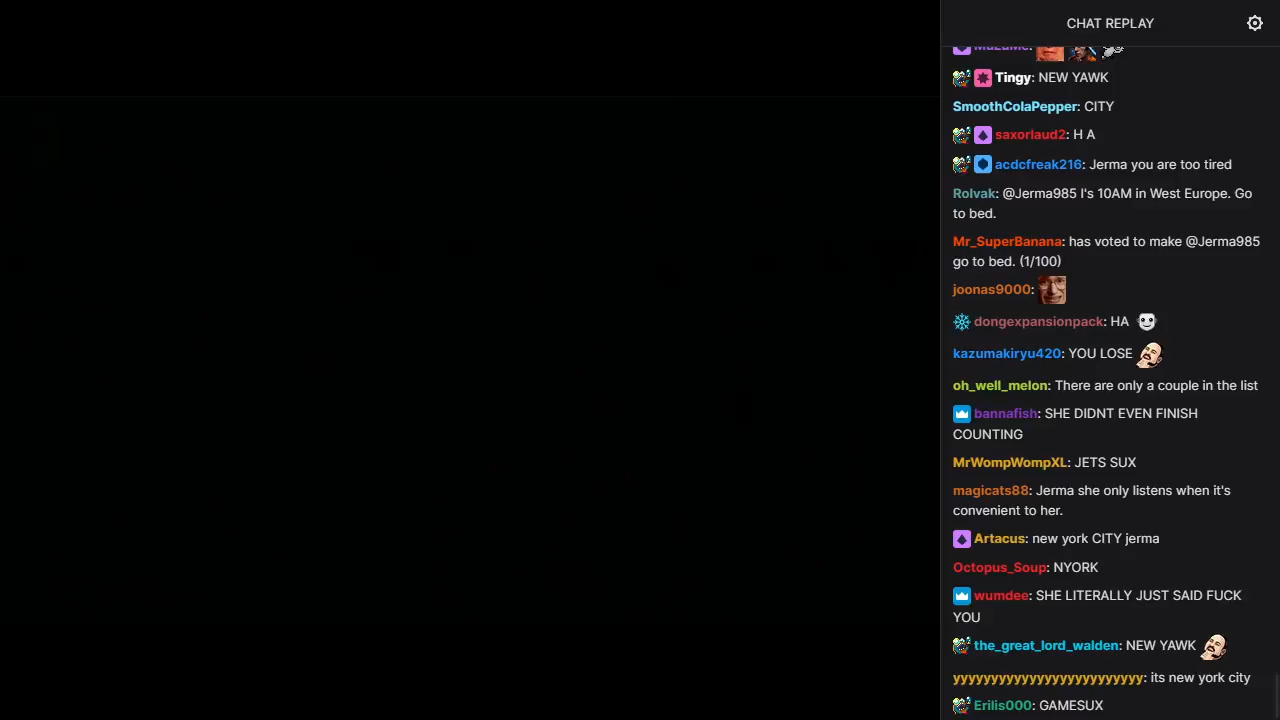 CHAT REPLAY
Tingy: NEW YAWK
SmoothColaPepper: CITY
saxorlaud2: H A
acdcfreak216: Jerma you are too tired
Rolvak: @Jerma985 I's 10AM in West Europe. Go
to bed.
Mr_SuperBanana: has voted to make @Jerma985
go to bed. (1/100)
joonas9000:
dongexpansionpack: HA
kazumakiryu420: YOU LOSE
oh_well_melon: There are only a couple in the list
bannafish: SHE DIDNT EVEN FINISH
COUNTING
MrWompWompXL: JETS SUX
magicats88: Jerma she only listens when it's
convenient to her.
Artacus: new york CITY jerma
Octopus_Soup: NYORK
wumdee: SHE LITERALLY JUST SAID FUCK
YOU
the_great_lord_walden: NEW YAWK
yyyyyyyyyyyyyyyyyyyyyyyyy: its new york city
Erilis000: GAMESUX